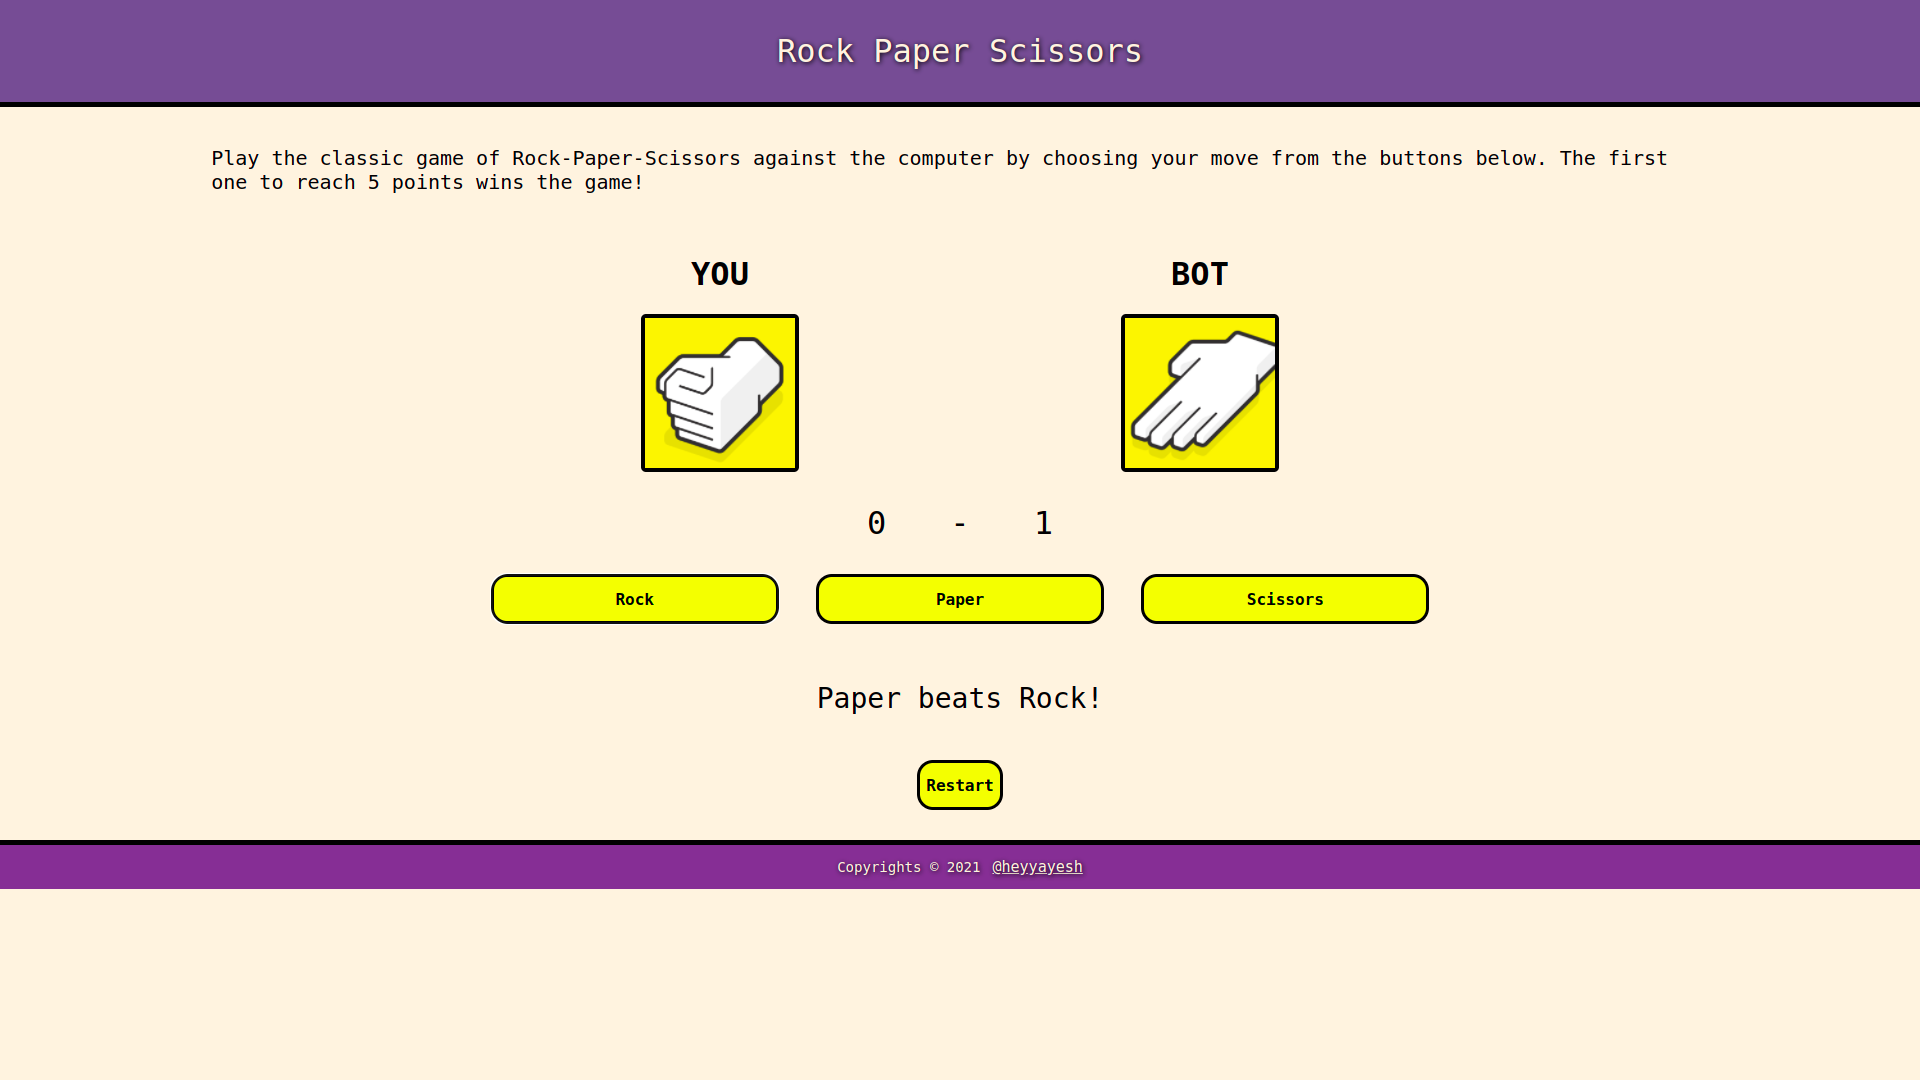 Rock Paper Scissors
Play the classic game of Rock-Paper-Scissors against the computer by choosing your move from the buttons below. The first
one to reach 5 points wins the game!
YOU
BOT
0 - 1
Rock
Paper
Scissors
Paper beats Rock!
Restart
Copyrights © 2021 @heyyayesh